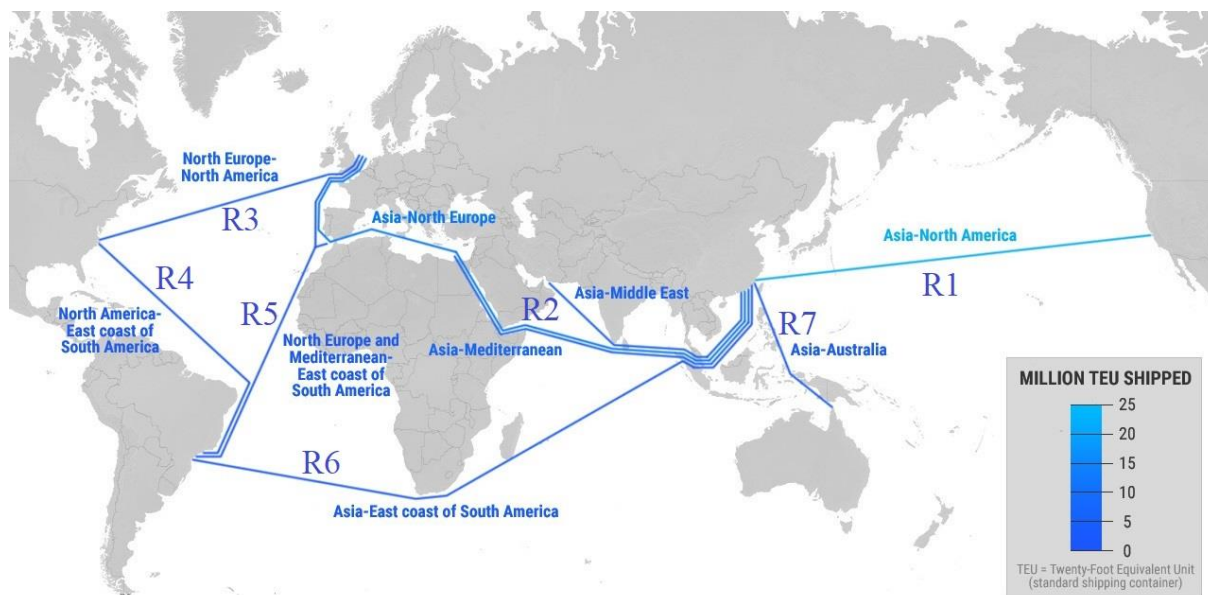 North Europe-
North America
R3
Asia-North Europe
Asia-North America
R1
R4
R5
R2
Asia-Middle East
R7
North America-
East coast of
South America
North Europe and
Mediterranean-
East coast of
South America
Asia-Mediterranean
Asia-Australia
R6
Asia-East coast of South America
MILLION TEU SHIPPED
25
20
15
10
5
0
TEU = Twenty-Foot Equivalent Unit
(standard shipping container)